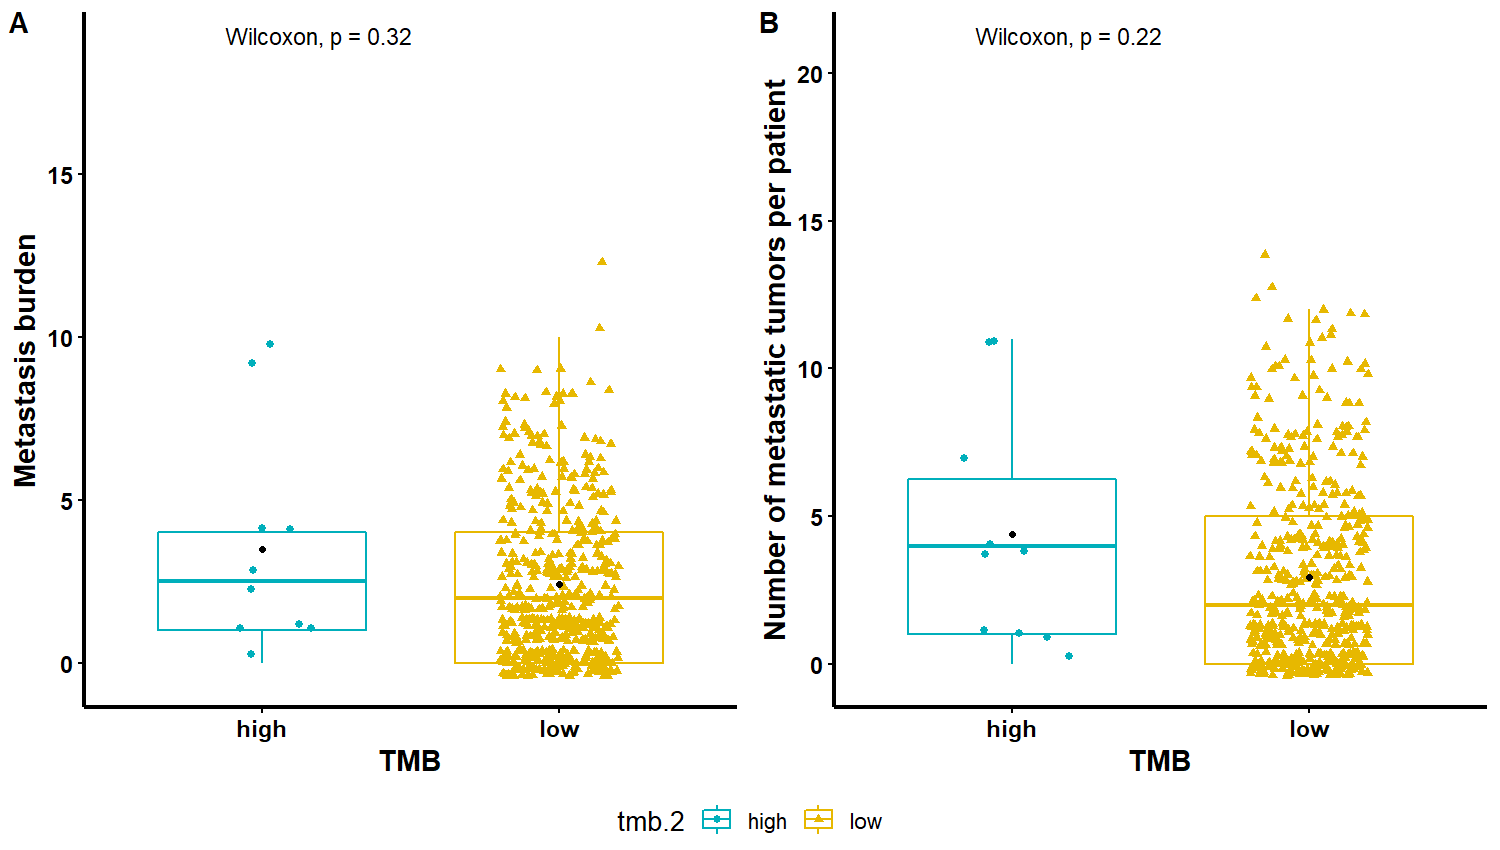 A
Wilcoxon, p = 0.32
Metastasis burden
15
10
5
0
high
low
TMB
B
Wilcoxon, p = 0.22
Number of metastatic tumors per patient
20
15
10
5
0
high
low
TMB
tmb.2 high low